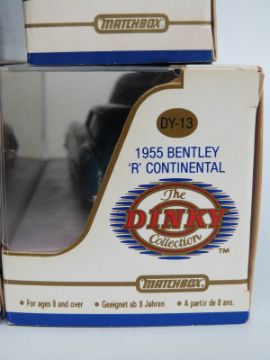 MATCHBOX
DY-13
1955 BENTLEY
'R' CONTINENTAL
The
DINKY
Collection
TM
MATCHBOX
• For ages 8 and over • Geeignet ab 8 Jahren • A partir de 8 ans.